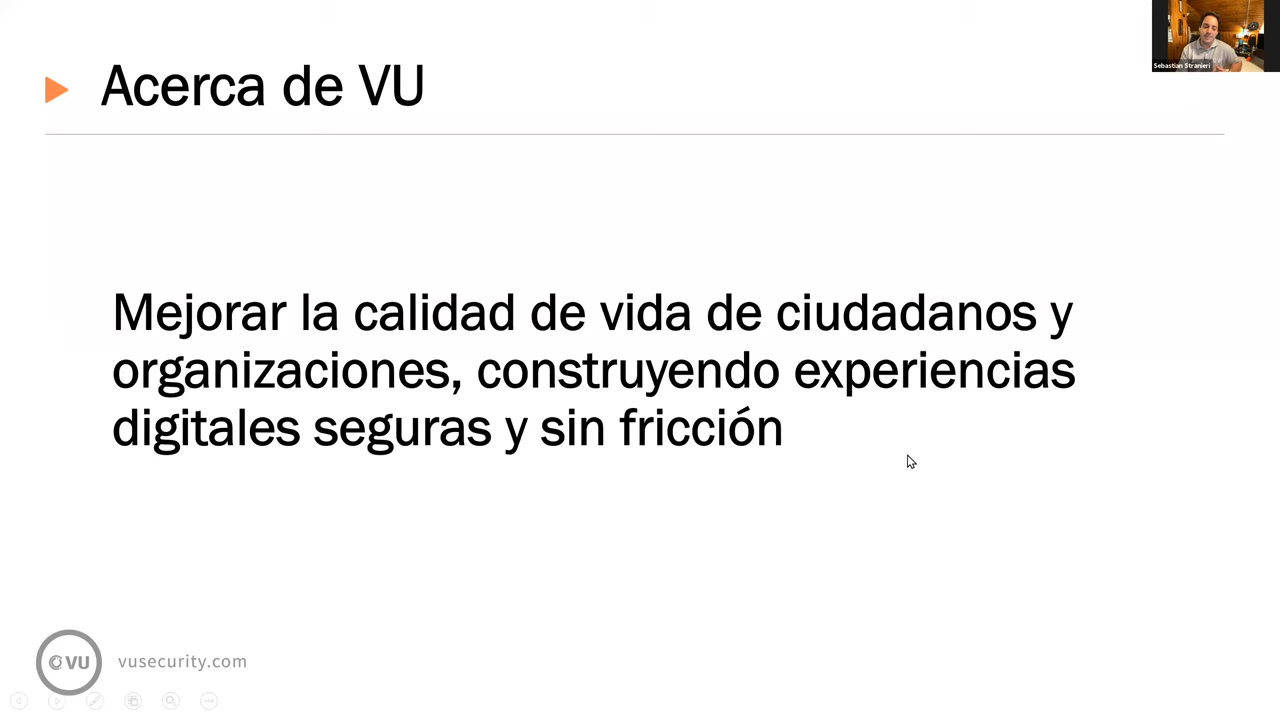 Acerca de VU
Sebastian Stranieri
Mejorar la calidad de vida de ciudadanos y
organizaciones, construyendo experiencias
digitales seguras y sin fricción
VU
vusecurity.com